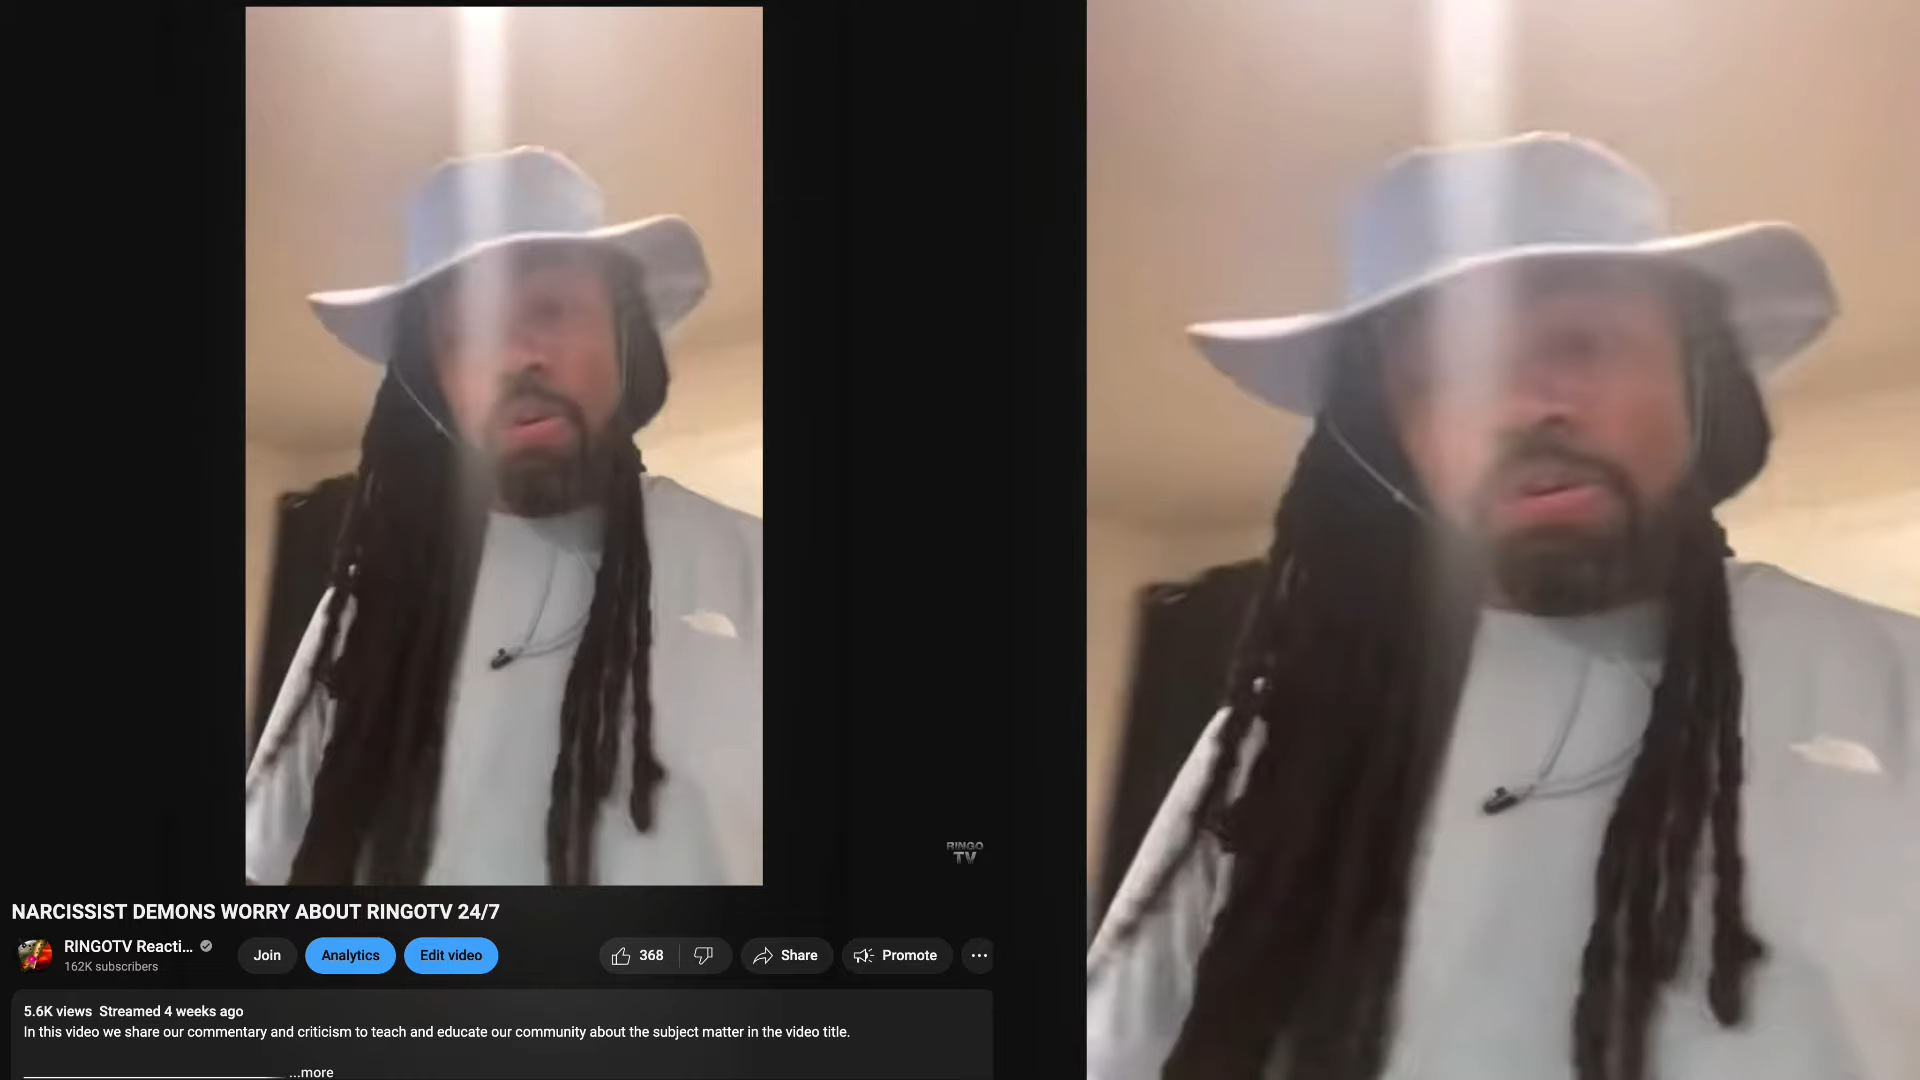 RINGO
TV
NARCISSIST DEMONS WORRY ABOUT RINGOTV 24/7
RINGOTV Reacti...
162K subscribers
Join
Analytics
Edit video
368
Share
Promote
5.6K views Streamed 4 weeks ago
In this video we share our commentary and criticism to teach and educate our community about the subject matter in the video title.
...more